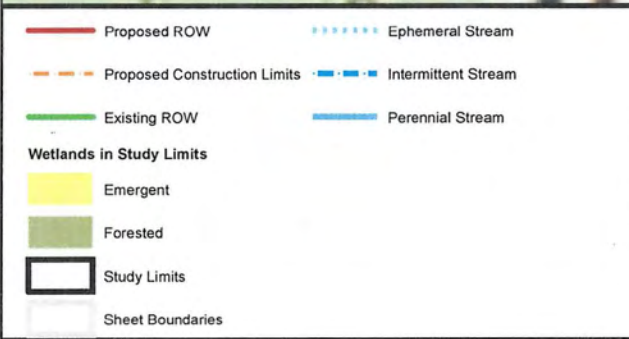 Proposed ROW
Proposed Construction Limits
Existing ROW
Ephemeral Stream
Intermittent Stream
Perennial Stream
Wetlands in Study Limits
Emergent
Forested
Study Limits
Sheet Boundaries